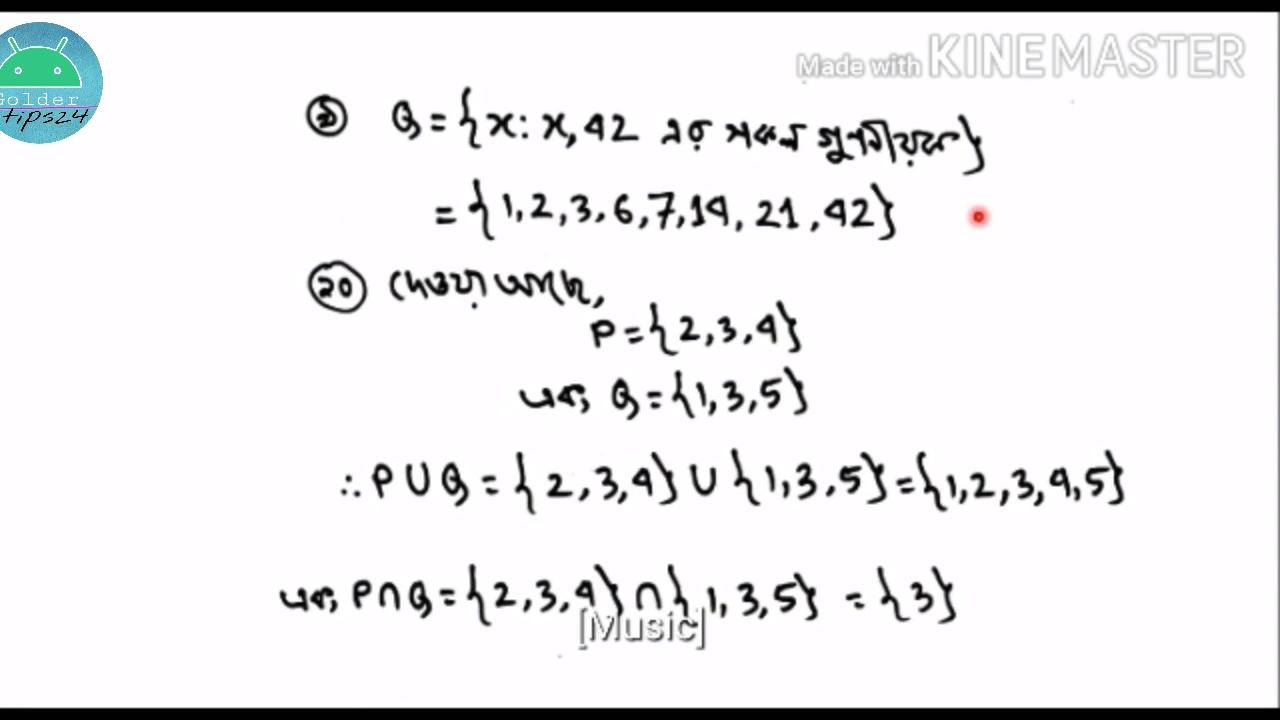 Golder
tips24
Made with KINEMASTER
৯ Q = {x : x, 42 এর সকল গুণনীয়ক}
= {1, 2, 3, 6, 7, 14, 21, 42}
১০ দেওয়া আছে,
P = {2, 3, 4}
এবং Q = {1, 3, 5}
∴ P ∪ Q = {2, 3, 4} ∪ {1, 3, 5} = {1, 2, 3, 4, 5}
এবং P ∩ Q = {2, 3, 4} ∩ {1, 3, 5} = {3}
[Music]